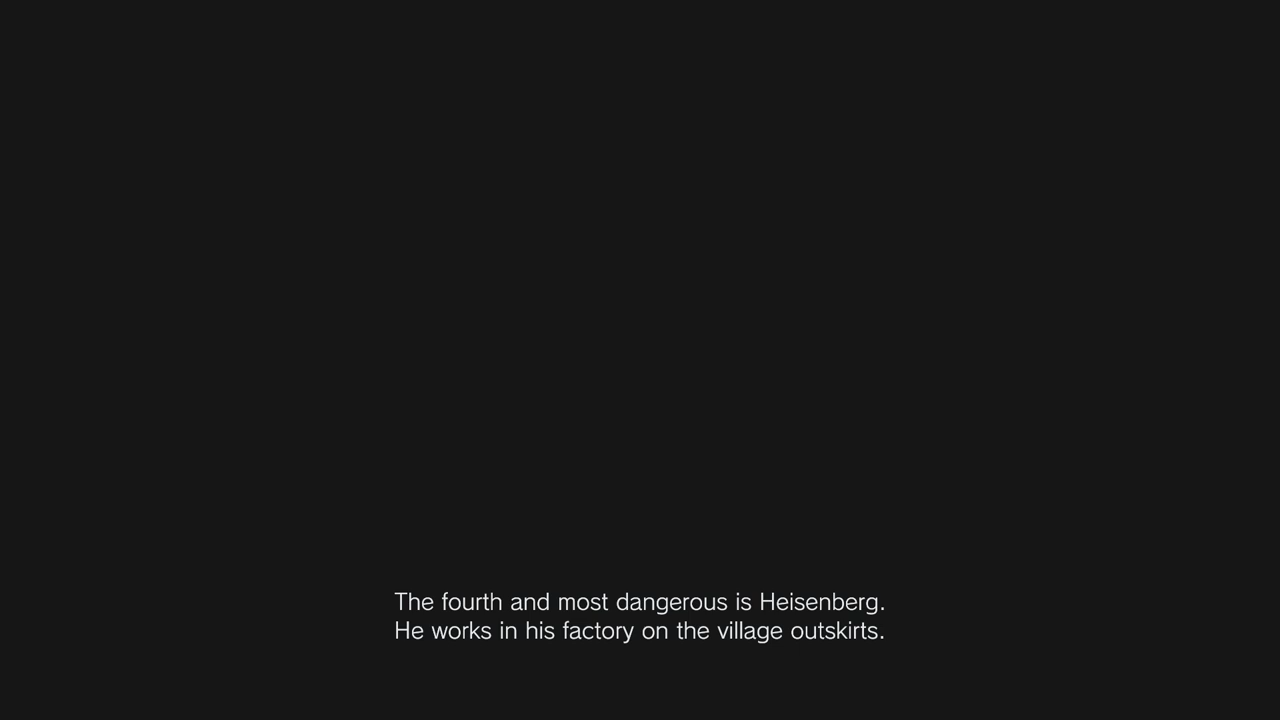 The fourth and most dangerous is Heisenberg.
He works in his factory on the village outskirts.